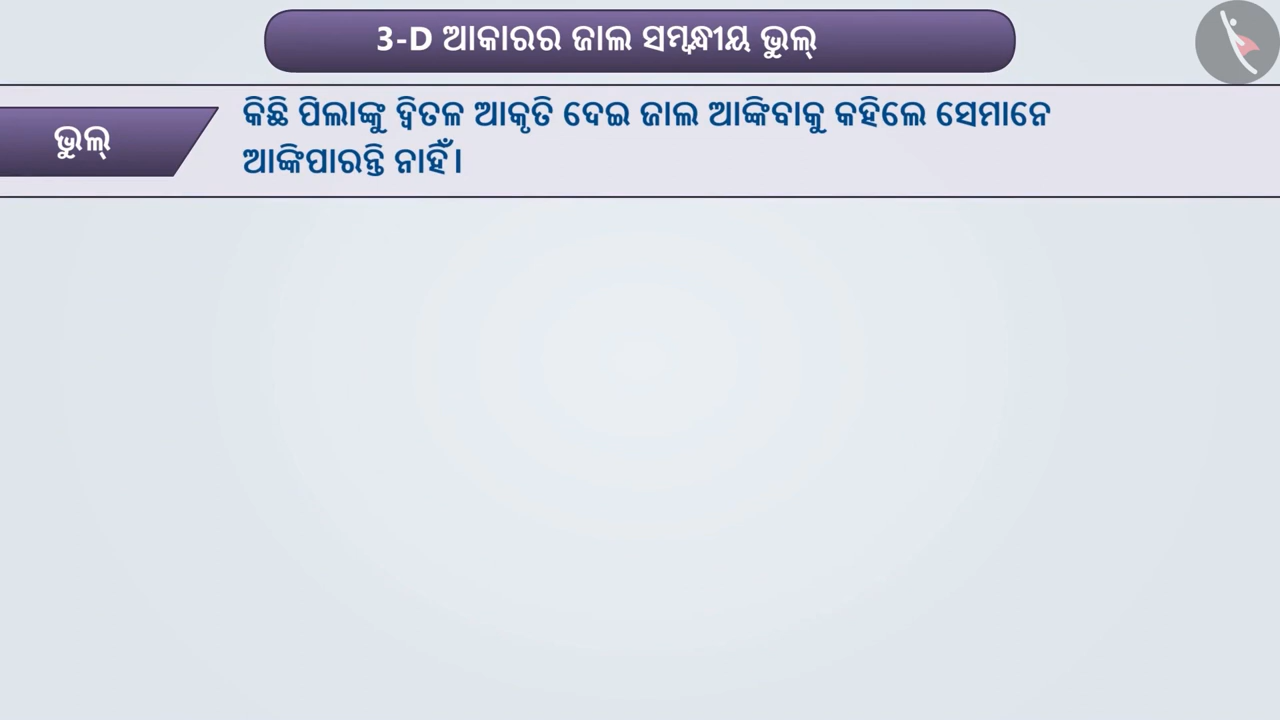 3-D ଆକାରର ଜାଲ ସମ୍ବନ୍ଧୀୟ ଭୁଲ୍
ଭୁଲ୍
କିଛି ପିଲାଙ୍କୁ ଦ୍ୱିତଳ ଆକୃତି ଦେଇ ଜାଲ ଆଙ୍କିବାକୁ କହିଲେ ସେମାନେ
ଆଙ୍କିପାରନ୍ତି ନାହିଁ।